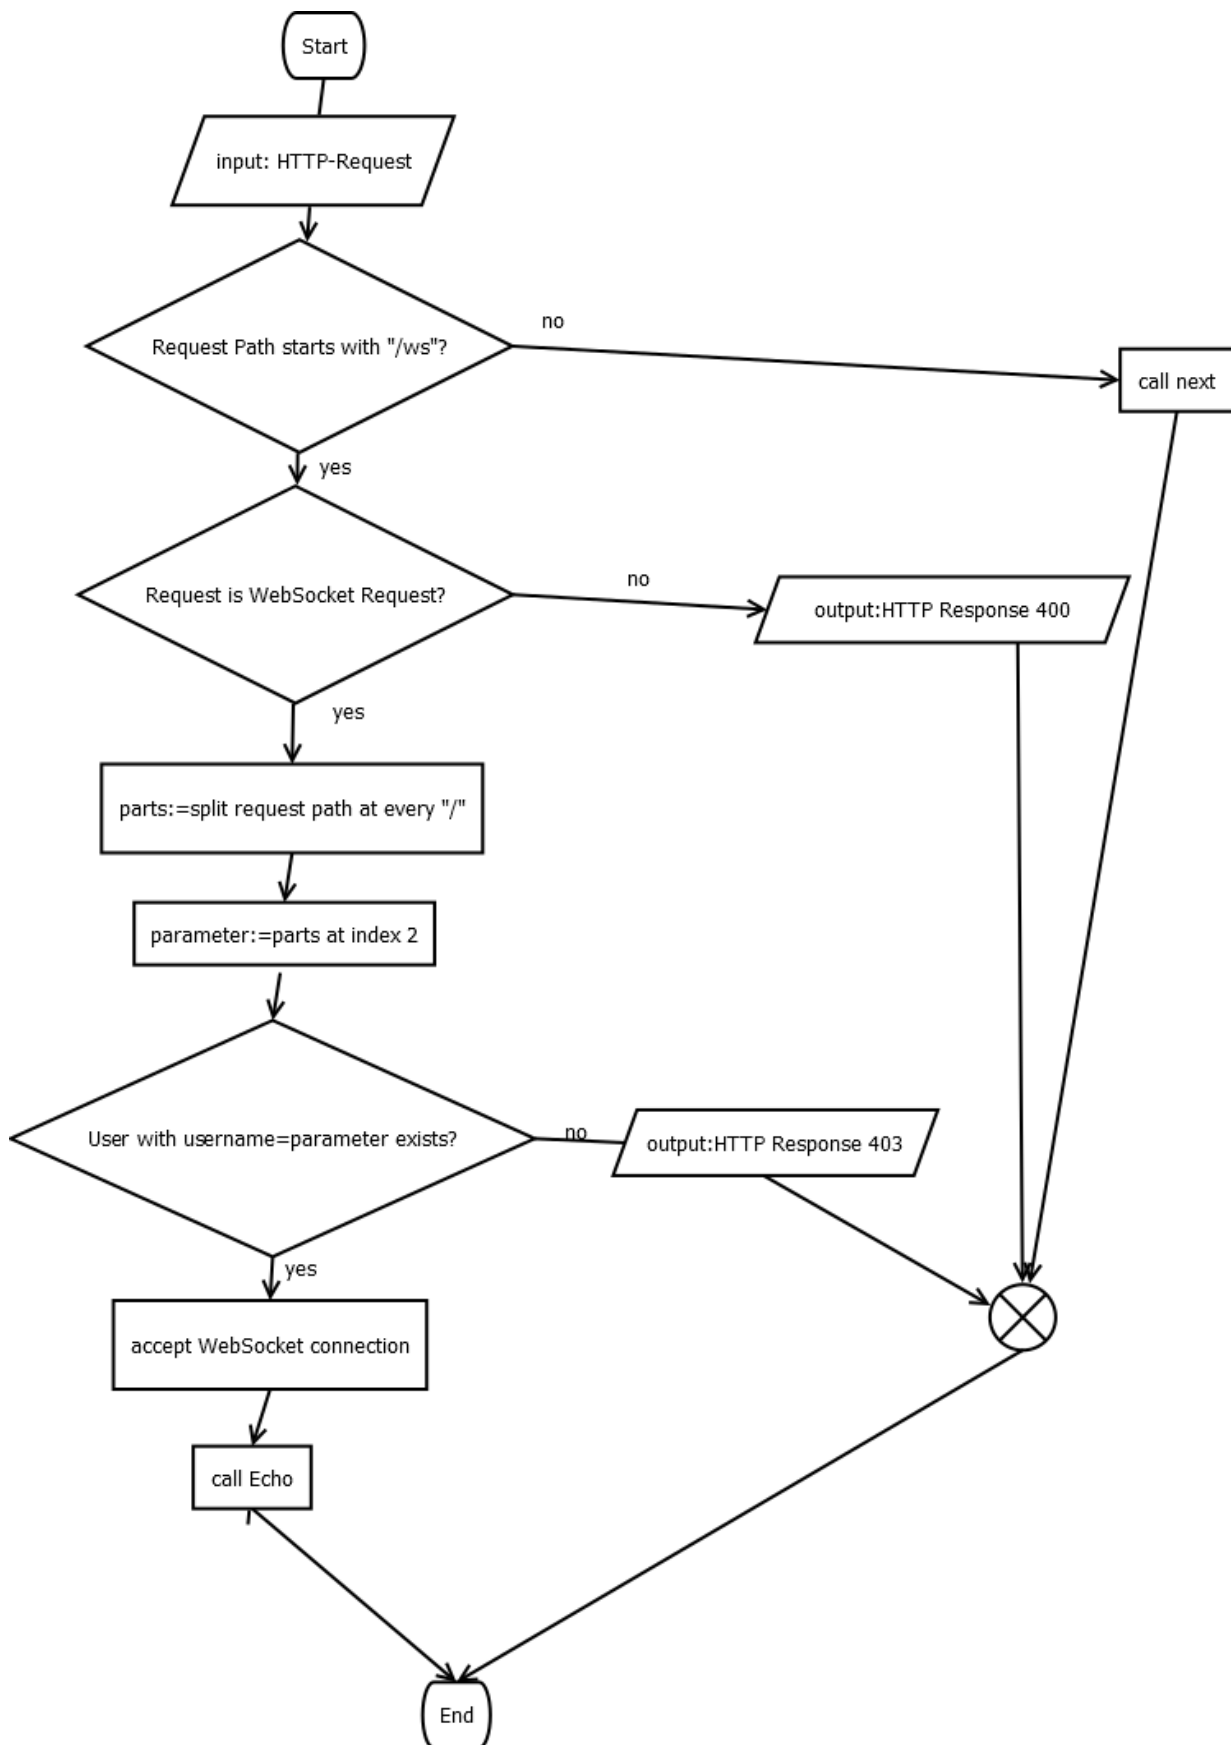 Start
input: HTTP-Request
no
Request Path starts with "/ws"?
call next
yes
no
Request is WebSocket Request?
output:HTTP Response 400
yes
parts:=split request path at every "/"
parameter:=parts at index 2
no
User with username=parameter exists?
output:HTTP Response 403
yes
accept WebSocket connection
call Echo
End